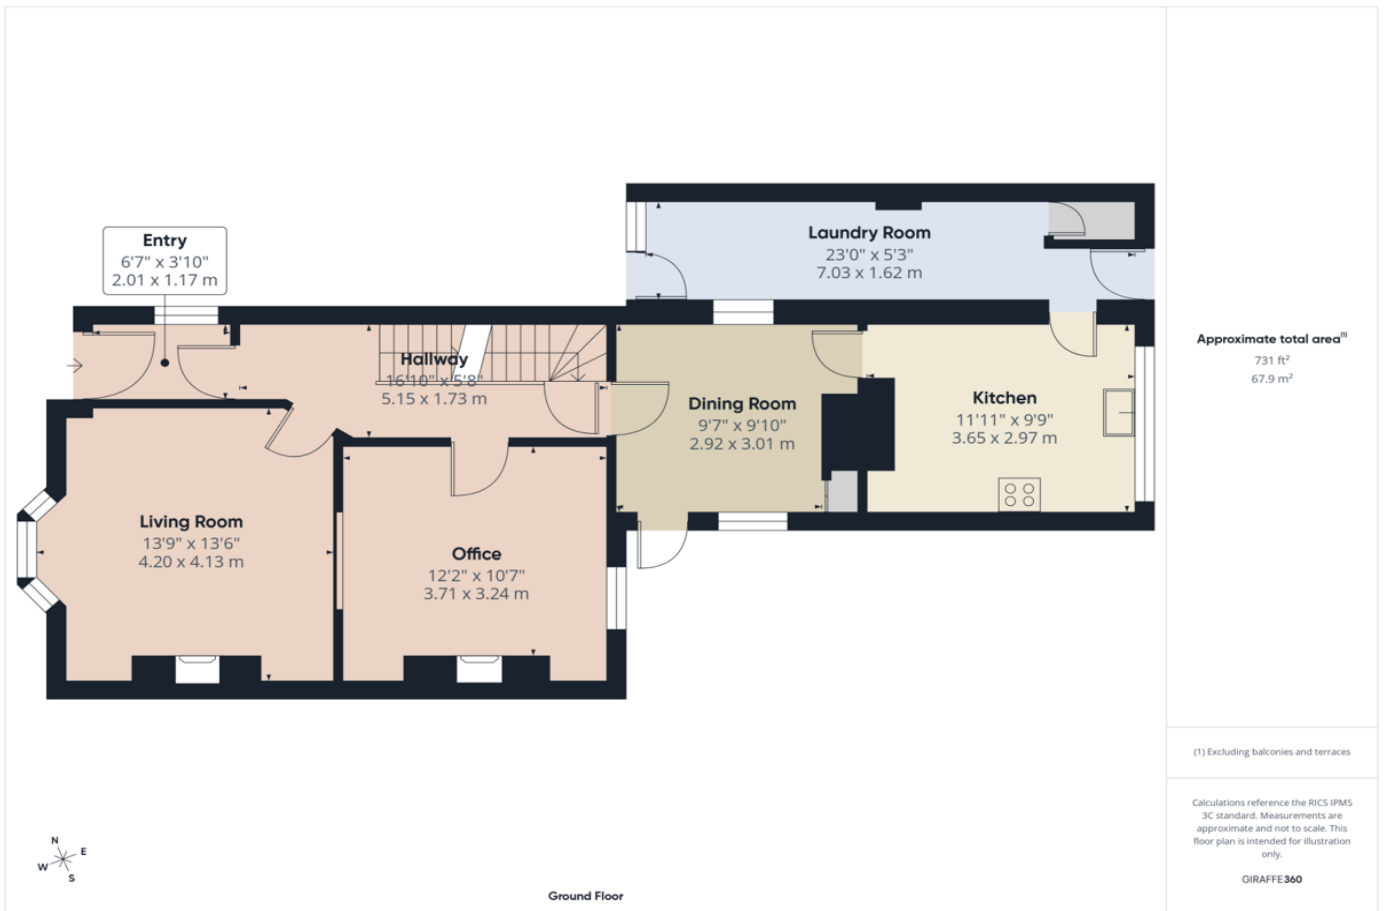 Entry
6'7" x 3'10"
2.01 x 1.17 m
Laundry Room
23'0" x 5'3"
7.03 x 1.62 m
Hallway
16'10" x 5'8"
5.15 x 1.73 m
Dining Room
9'7" x 9'10"
2.92 x 3.01 m
Kitchen
11'11" x 9'9"
3.65 x 2.97 m
Living Room
13'9" x 13'6"
4.20 x 4.13 m
Office
12'2" x 10'7"
3.71 x 3.24 m
N
E
W
S
Ground Floor
Approximate total area(1)
731 ft²
67.9 m²
(1) Excluding balconies and terraces
Calculations reference the RICS IPMS
3C standard. Measurements are
approximate and not to scale. This
floor plan is intended for illustration
only.
GIRAFFE360